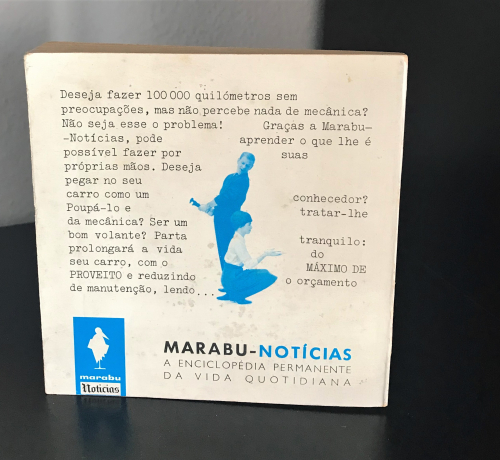 Deseja fazer 100 000 quilómetros sem
preocupações, mas não percebe nada de mecânica?
Não seja esse o problema! Graças a Marabu-
-Notícias, pode aprender o que lhe é
possível fazer por suas
próprias mãos. Deseja
pegar no seu
carro como um conhecedor?
Poupá-lo e tratar-lhe
da mecânica? Ser um
bom volante? Parta tranquilo:
prolongará a vida do
seu carro, com o MÁXIMO DE
PROVEITO e reduzindo o orçamento
de manutenção, lendo...
MARABU-NOTÍCIAS
A ENCICLOPÉDIA PERMANENTE
DA VIDA QUOTIDIANA
marabu
Notícias